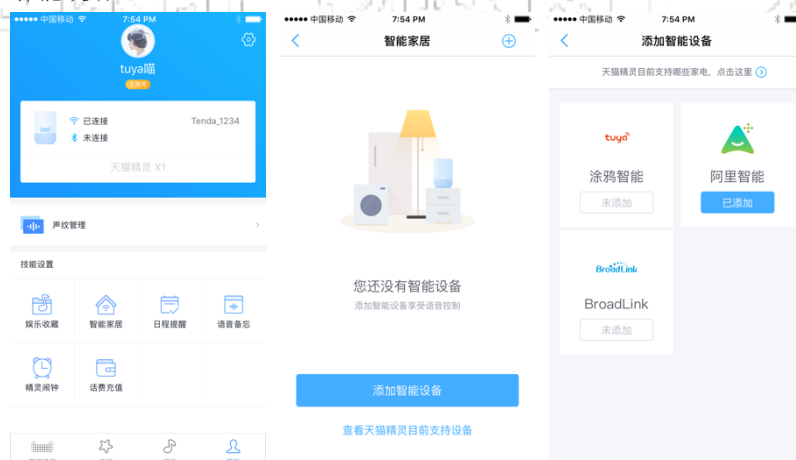 中国移动 7:54 PM
tuya喵
已连接 Tenda_1234
未连接
天猫精灵 X1
声纹管理
技能设置
娱乐收藏 智能家居 日程提醒 语音备忘
精灵闹钟 话费充值
中国移动 7:54 PM
智能家居
您还没有智能设备
添加智能设备享受语音控制
添加智能设备
查看天猫精灵目前支持设备
中国移动 7:54 PM
添加智能设备
天猫精灵目前支持哪些家电，点击这里
tuya
涂鸦智能
未添加
阿里智能
已添加
BroadLink
BroadLink
未添加